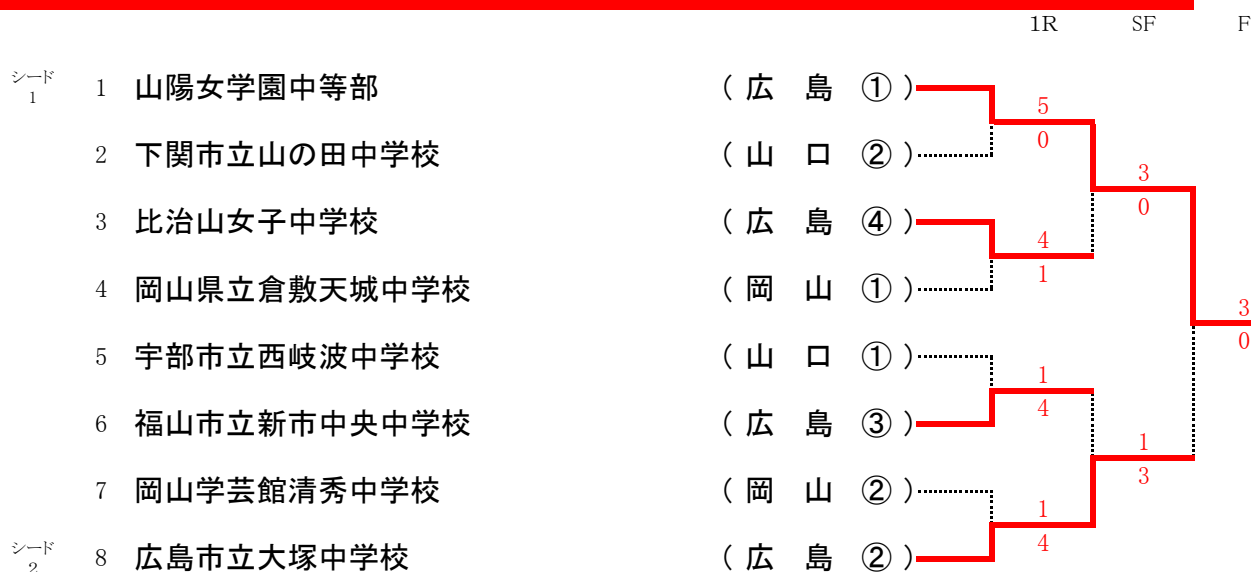 1R SF F
シード
1
1 山陽女学園中等部 ( 広 島 ① )
5
0
2 下関市立山の田中学校 ( 山 口 ② )
3
0
3 比治山女子中学校 ( 広 島 ④ )
4
1
4 岡山県立倉敷天城中学校 ( 岡 山 ① )
3
0
5 宇部市立西岐波中学校 ( 山 口 ① )
1
4
6 福山市立新市中央中学校 ( 広 島 ③ )
1
3
7 岡山学芸館清秀中学校 ( 岡 山 ② )
1
4
シード
2
8 広島市立大塚中学校 ( 広 島 ② )